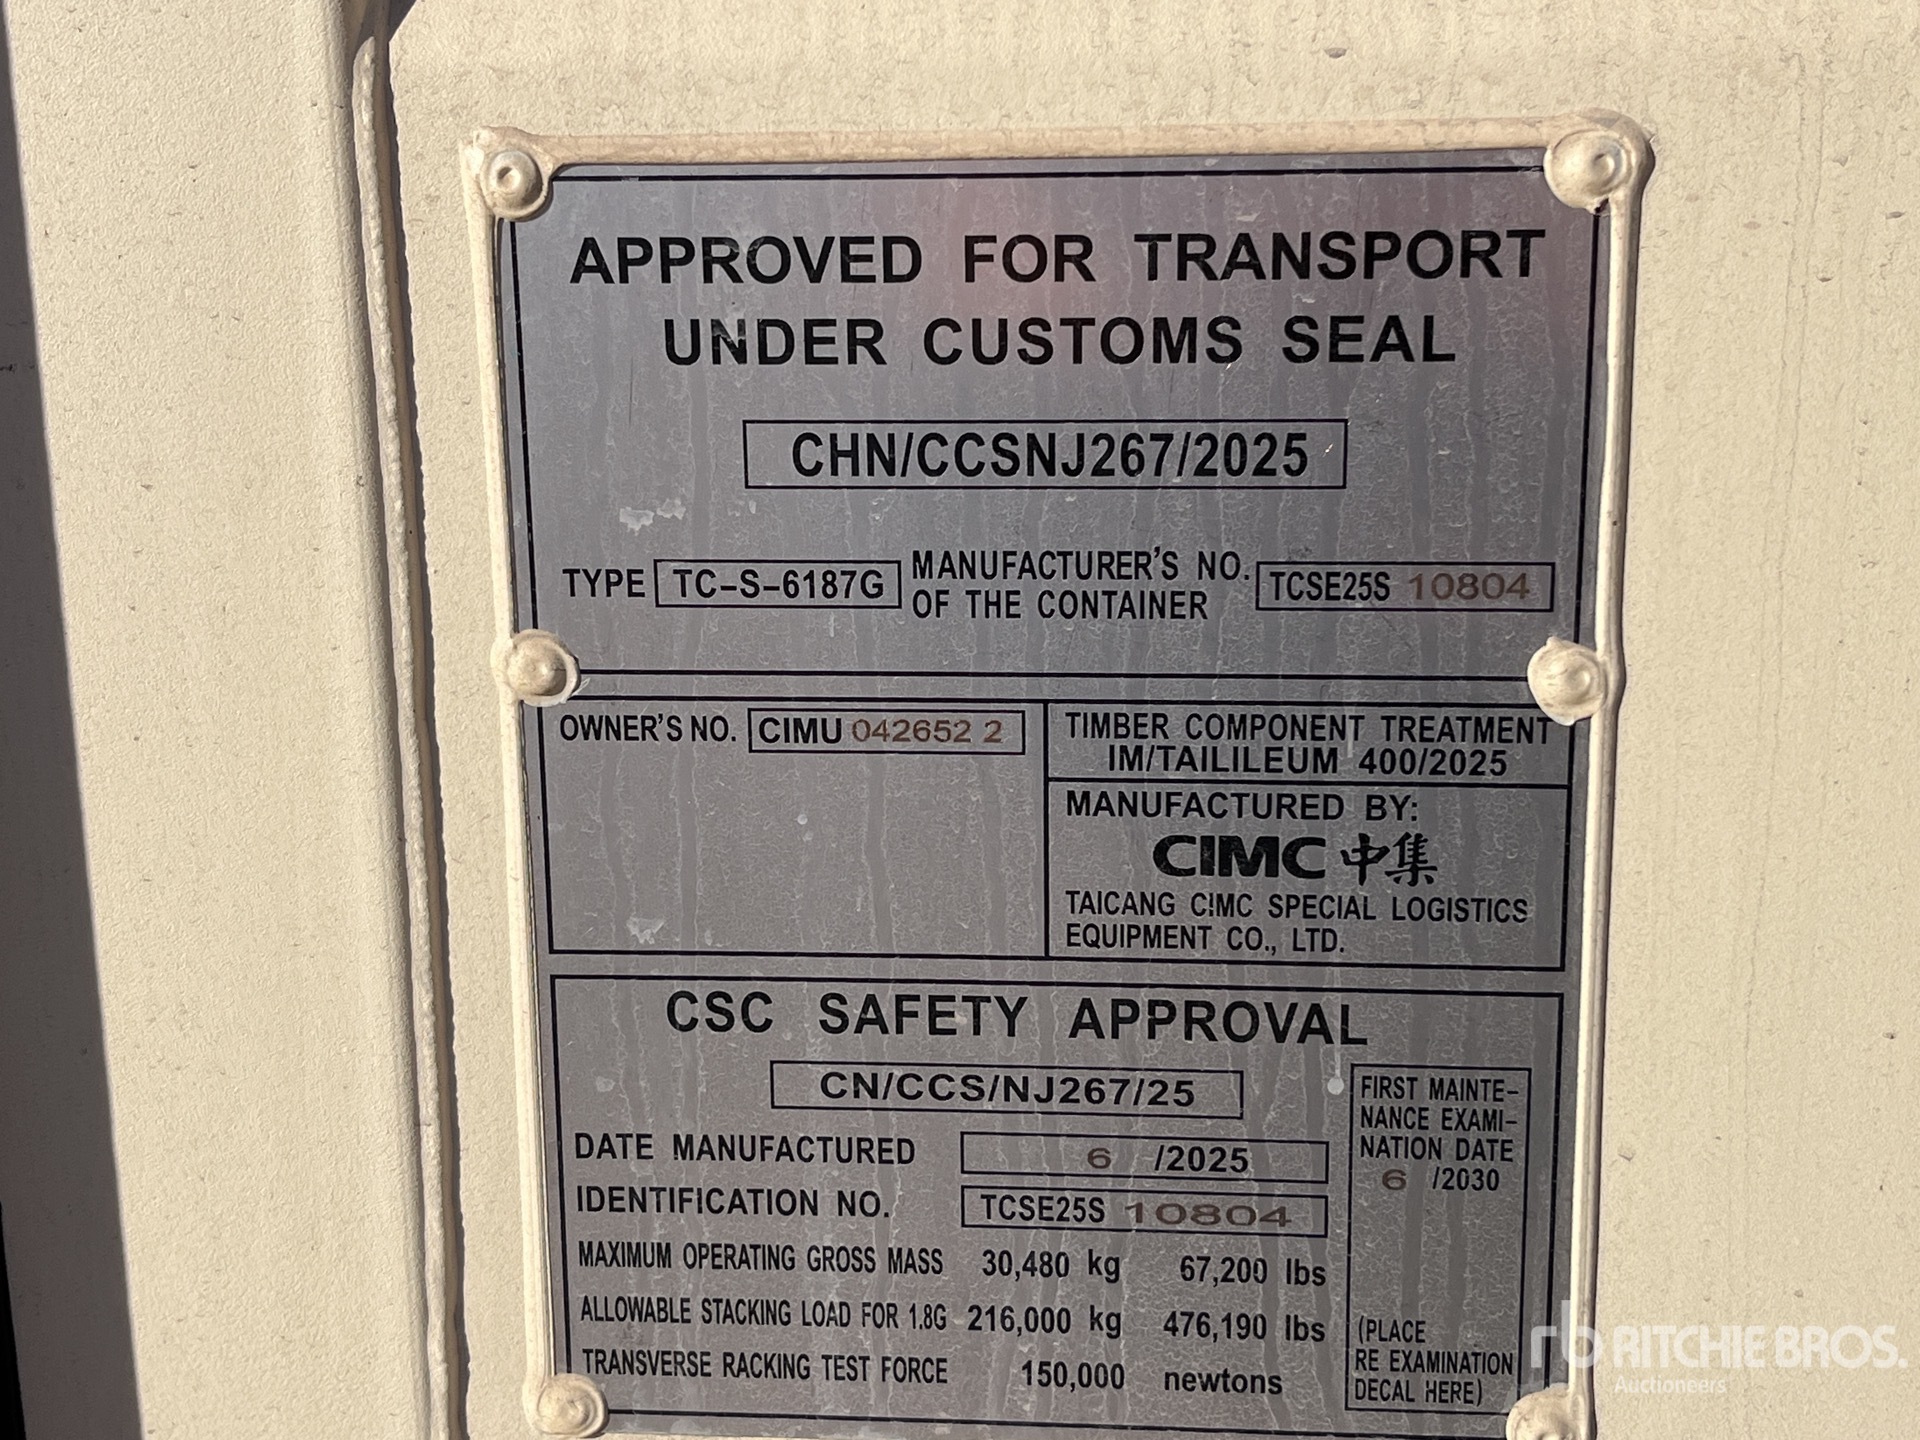 APPROVED FOR TRANSPORT
UNDER CUSTOMS SEAL
CHN/CCSNJ267/2025
TYPE TC-S-6187G MANUFACTURER'S NO. OF THE CONTAINER TCSE25S 10804
OWNER'S NO. CIMU 042652 2
TIMBER COMPONENT TREATMENT
IM/TAILILEUM 400/2025
MANUFACTURED BY:
CIMC 中集
TAICANG CIMC SPECIAL LOGISTICS
EQUIPMENT CO., LTD.
CSC SAFETY APPROVAL
CN/CCS/NJ267/25
DATE MANUFACTURED 6 /2025
IDENTIFICATION NO. TCSE25S 10804
MAXIMUM OPERATING GROSS MASS 30,480 kg 67,200 lbs
ALLOWABLE STACKING LOAD FOR 1.8G 216,000 kg 476,190 lbs
TRANSVERSE RACKING TEST FORCE 150,000 newtons
FIRST MAINTE-
NANCE EXAMI-
NATION DATE
6 /2030
(PLACE
RE EXAMINATION
DECAL HERE)
rb RITCHIE BROS.
Auctioneers